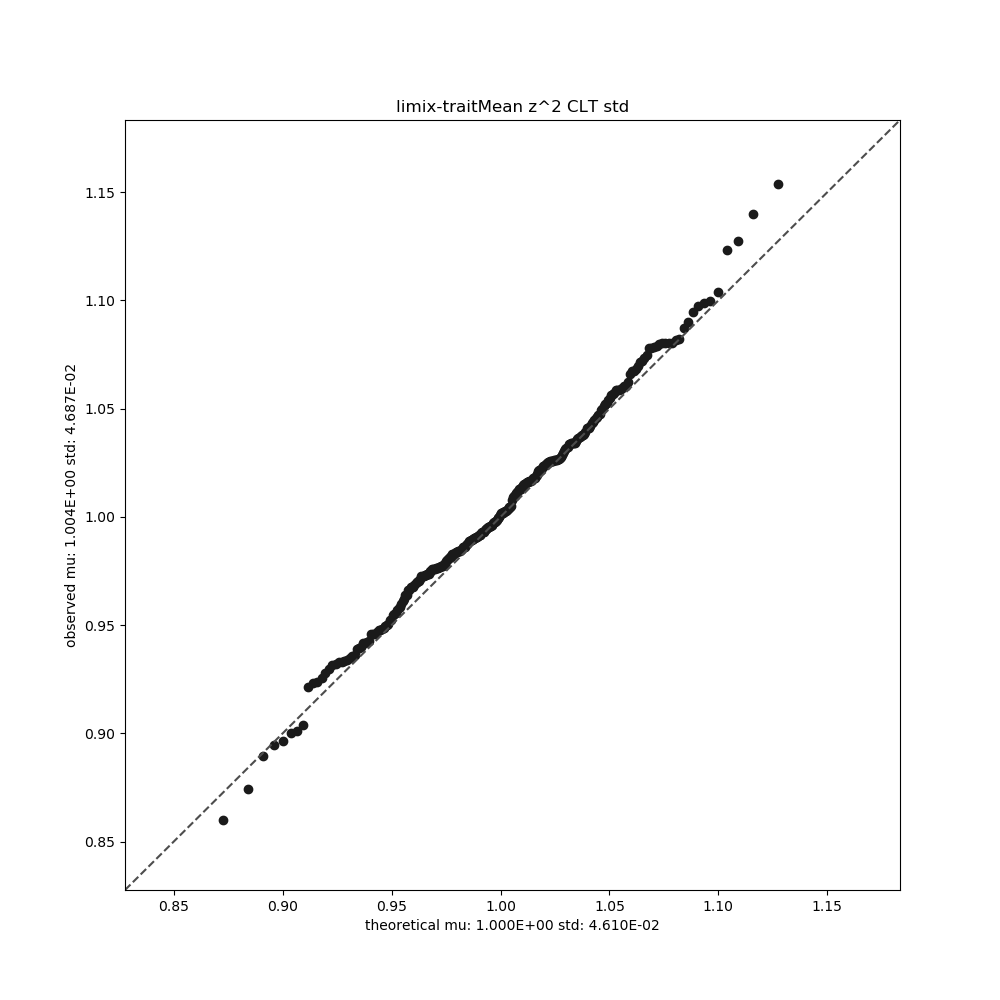 limix-traitMean z^2 CLT std
1.15
1.10
1.05
1.00
0.95
0.90
0.85
observed mu: 1.004E+00 std: 4.687E-02
0.85 0.90 0.95 1.00 1.05 1.10 1.15
theoretical mu: 1.000E+00 std: 4.610E-02